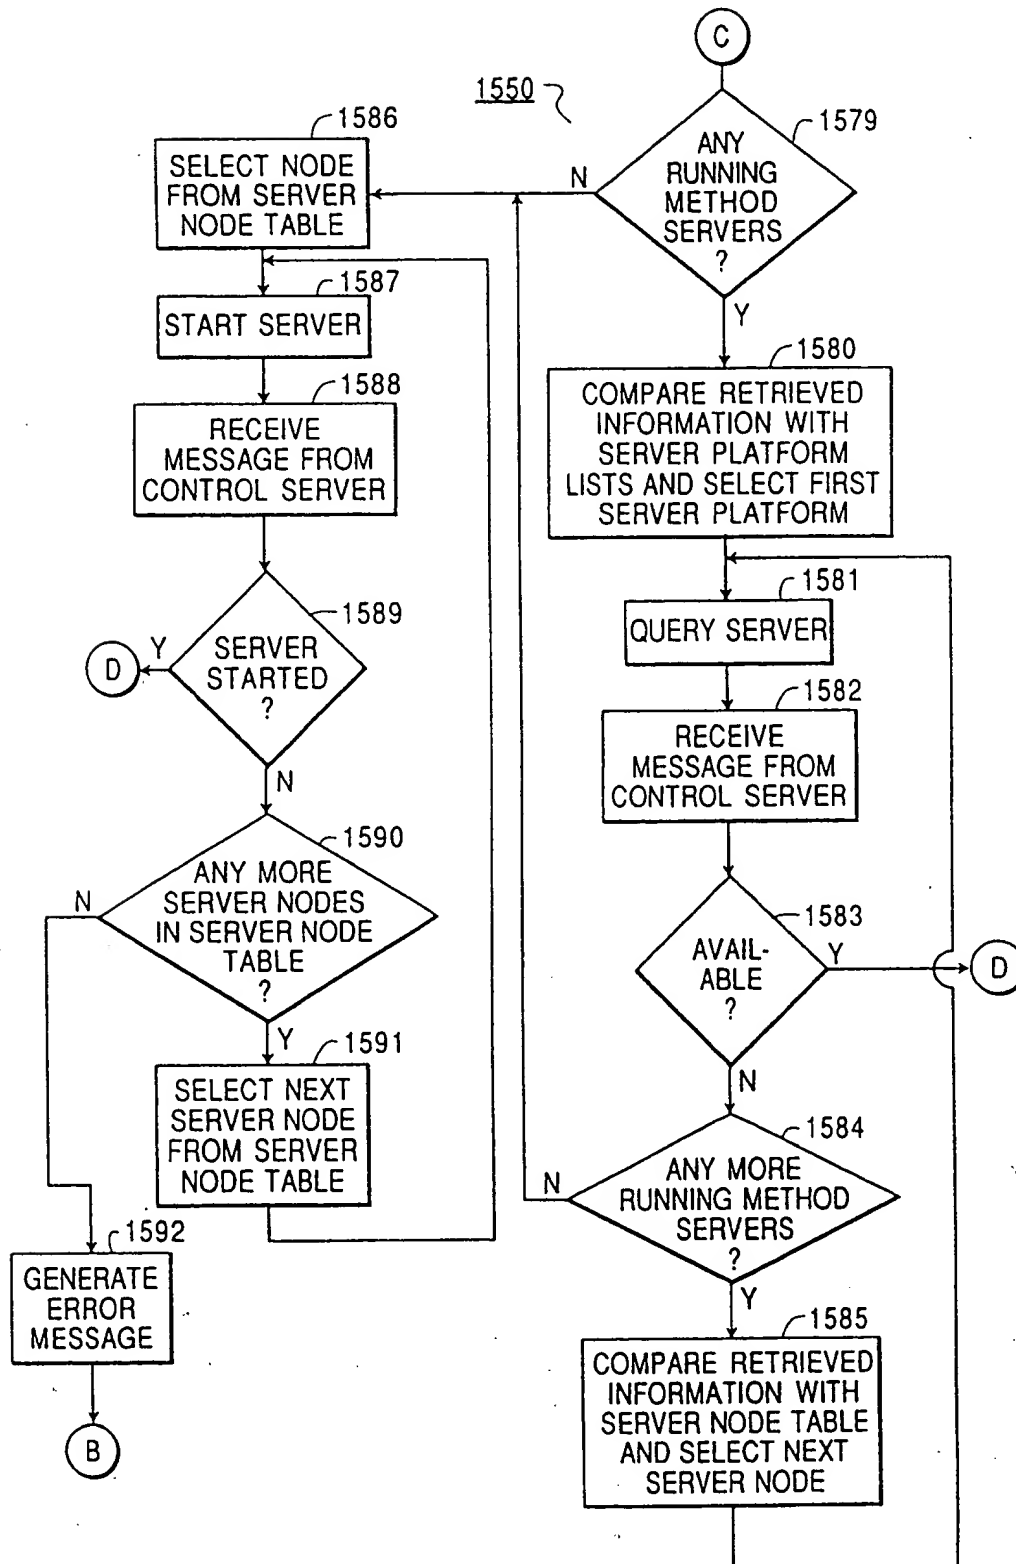 C
1550
1579
ANY
RUNNING
METHOD
SERVERS
?
N
Y
1586
SELECT NODE
FROM SERVER
NODE TABLE
1587
START SERVER
1588
RECEIVE
MESSAGE FROM
CONTROL SERVER
1589
SERVER
STARTED
?
Y
D
N
1590
ANY MORE
SERVER NODES
IN SERVER NODE
TABLE
?
N
Y
1591
SELECT NEXT
SERVER NODE
FROM SERVER
NODE TABLE
1592
GENERATE
ERROR
MESSAGE
B
1580
COMPARE RETRIEVED
INFORMATION WITH
SERVER PLATFORM
LISTS AND SELECT FIRST
SERVER PLATFORM
1581
QUERY SERVER
1582
RECEIVE
MESSAGE FROM
CONTROL SERVER
1583
AVAIL-
ABLE
?
Y
D
N
1584
ANY MORE
RUNNING METHOD
SERVERS
?
N
Y
1585
COMPARE RETRIEVED
INFORMATION WITH
SERVER NODE TABLE
AND SELECT NEXT
SERVER NODE